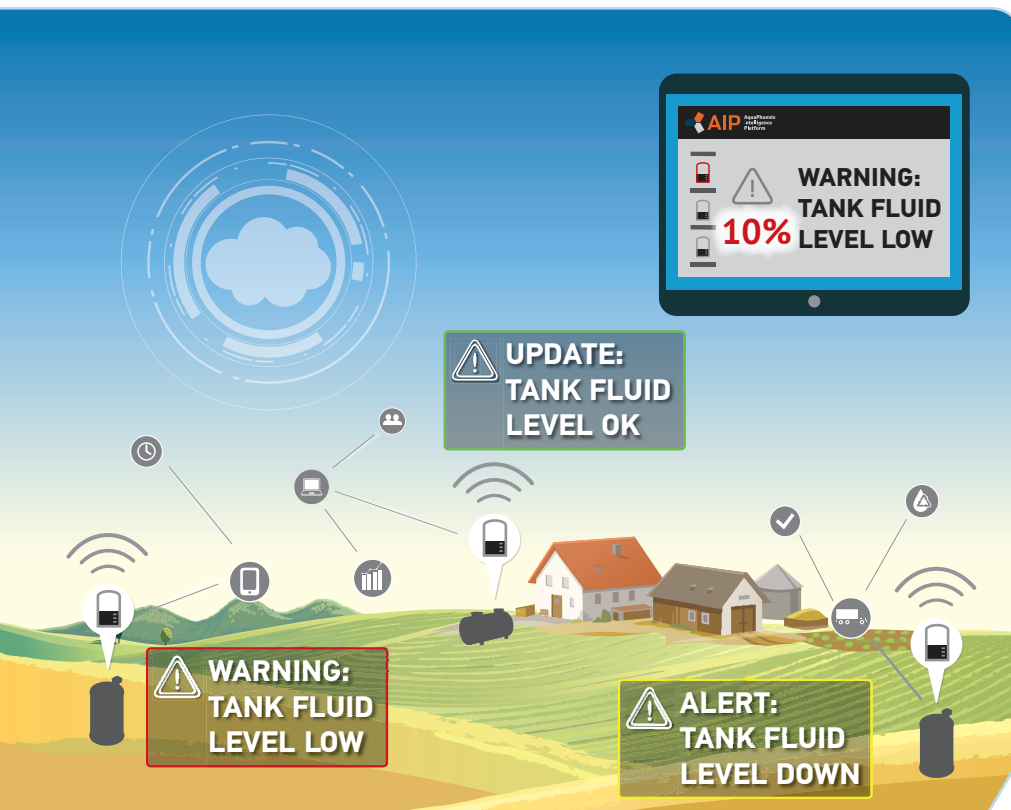 AIP AquaPhoenix
Intelligence
Platform
WARNING:
TANK FLUID
LEVEL LOW
10%
UPDATE:
TANK FLUID
LEVEL OK
WARNING:
TANK FLUID
LEVEL LOW
ALERT:
TANK FLUID
LEVEL DOWN